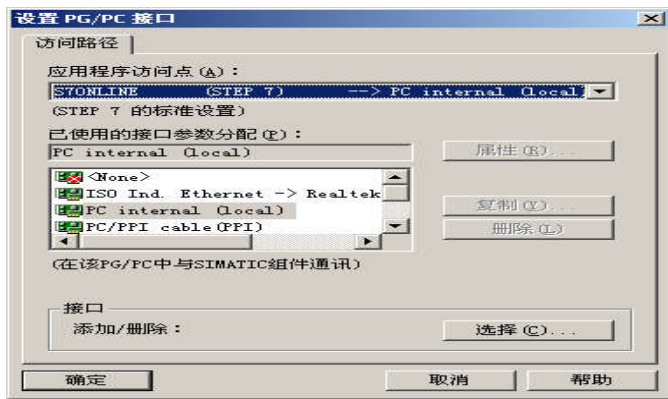 设置 PG/PC 接口
访问路径
应用程序访问点(A):
S7ONLINE (STEP 7) --> PC internal (local)
(STEP 7 的标准设置)
已使用的接口参数分配(P):
PC internal (local)
属性(R)...
<None>
ISO Ind. Ethernet -> Realtek
PC internal (local)
PC/PPI cable(PPI)
复制(Y)...
删除(L)
(在该PG/PC中与SIMATIC组件通讯)
接口
添加/删除:
选择(C)...
确定
取消
帮助